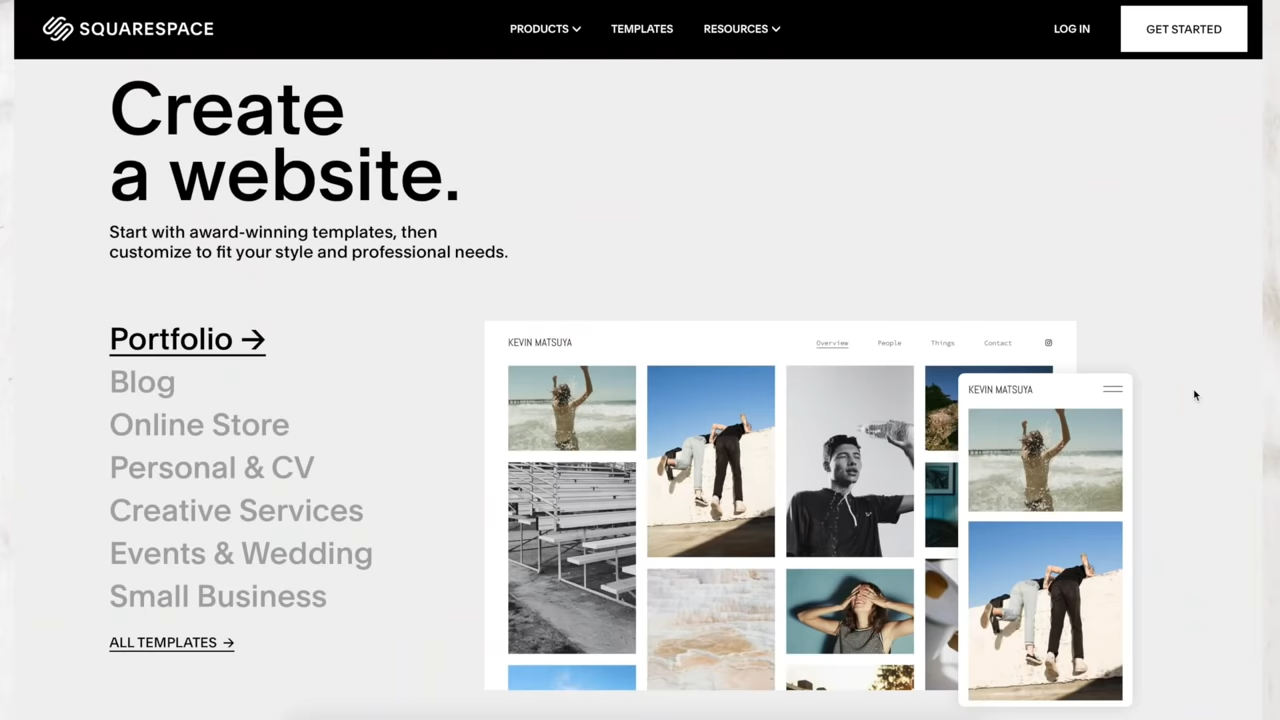 SQUARESPACE
PRODUCTS
TEMPLATES
RESOURCES
LOG IN
GET STARTED
Create
a website.
Start with award-winning templates, then
customize to fit your style and professional needs.
Portfolio →
Blog
Online Store
Personal & CV
Creative Services
Events & Wedding
Small Business
ALL TEMPLATES →
KEVIN MATSUYA
Overview
People
Things
Contact
KEVIN MATSUYA